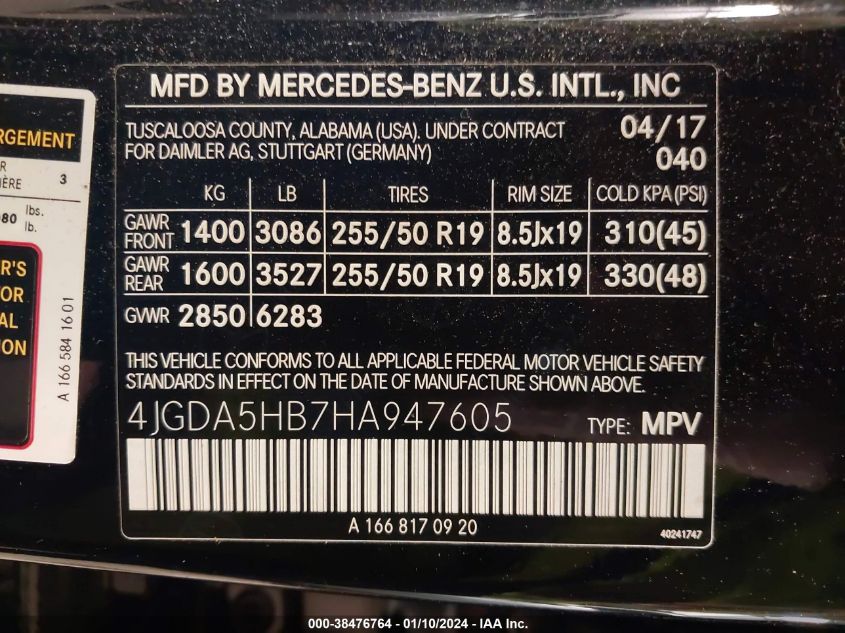 RGEMENT
R
IÈRE 3
080 lbs.
lb.
R'S
TOR
AL
ION
A 166 584 16 01
MFD BY MERCEDES-BENZ U.S. INTL., INC
TUSCALOOSA COUNTY, ALABAMA (USA). UNDER CONTRACT 04/17
FOR DAIMLER AG, STUTTGART (GERMANY) 040
KG LB TIRES RIM SIZE COLD KPA(PSI)
GAWR FRONT 1400 3086 255/50 R19 8.5Jx19 310(45)
GAWR REAR 1600 3527 255/50 R19 8.5Jx19 330(48)
GVWR 2850 6283
THIS VEHICLE CONFORMS TO ALL APPLICABLE FEDERAL MOTOR VEHICLE SAFETY
STANDARDS IN EFFECT ON THE DATE OF MANUFACTURE SHOWN ABOVE.
4JGDA5HB7HA947605 TYPE: MPV
A 166 817 09 20
40241747
000-38476764 - 01/10/2024 - IAA Inc.